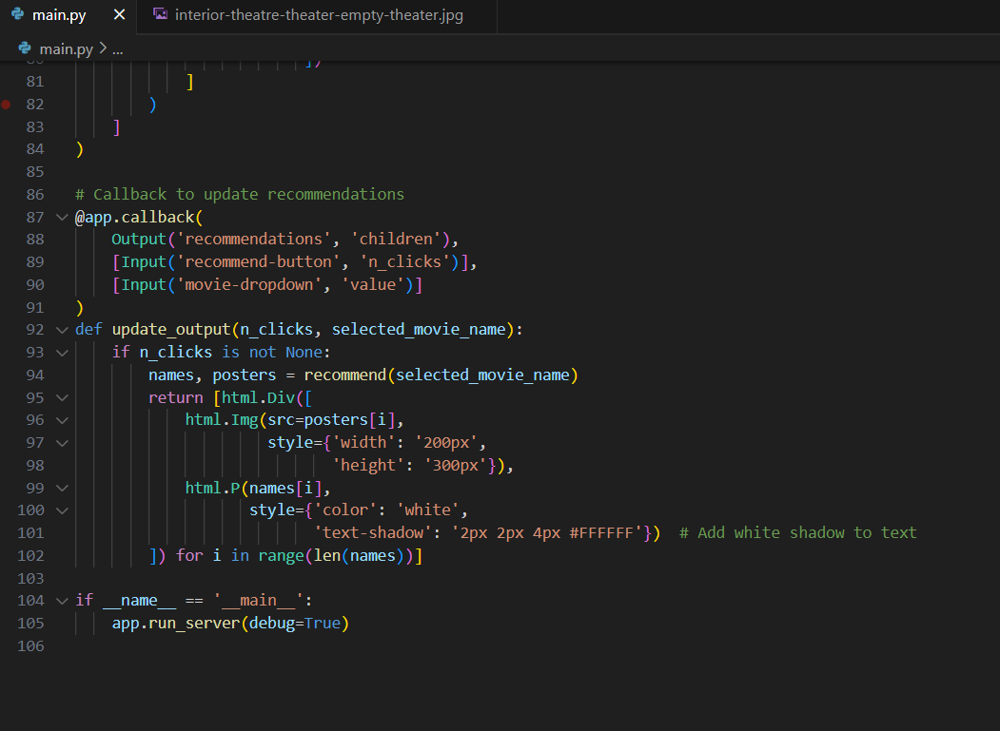 main.py
interior-theatre-theater-empty-theater.jpg
main.py > ...
81 ]
82 )
83 ]
84 )
85
86 # Callback to update recommendations
87 @app.callback(
88 Output('recommendations', 'children'),
89 [Input('recommend-button', 'n_clicks')],
90 [Input('movie-dropdown', 'value')]
91 )
92 def update_output(n_clicks, selected_movie_name):
93 if n_clicks is not None:
94 names, posters = recommend(selected_movie_name)
95 return [html.Div([
96 html.Img(src=posters[i],
97 style={'width': '200px',
98 'height': '300px'}),
99 html.P(names[i],
100 style={'color': 'white',
101 'text-shadow': '2px 2px 4px #FFFFFF'}) # Add white shadow to text
102 ]) for i in range(len(names))]
103
104 if __name__ == '__main__':
105 app.run_server(debug=True)
106